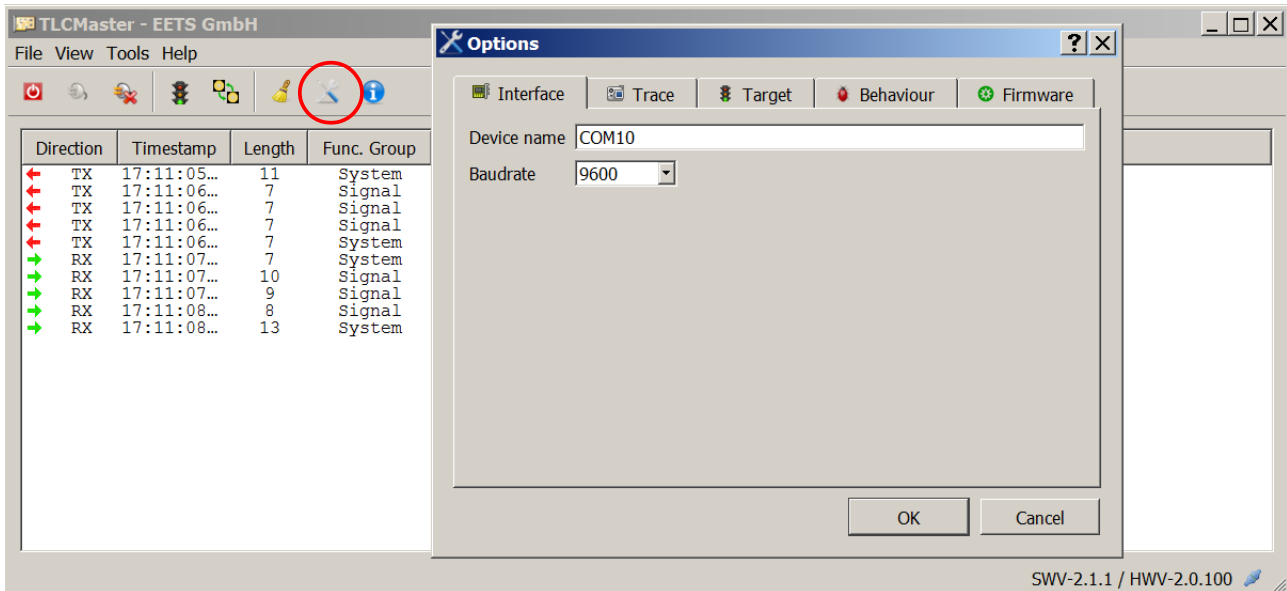 TLCMaster - EETS GmbH
File View Tools Help
Direction Timestamp Length Func. Group
TX 17:11:05... 11 System
TX 17:11:06... 7 Signal
TX 17:11:06... 7 Signal
TX 17:11:06... 7 Signal
TX 17:11:06... 7 System
RX 17:11:07... 7 System
RX 17:11:07... 10 Signal
RX 17:11:07... 9 Signal
RX 17:11:08... 8 Signal
RX 17:11:08... 13 System
Options
Interface Trace Target Behaviour Firmware
Device name COM10
Baudrate 9600
OK Cancel
SWV-2.1.1 / HWV-2.0.100